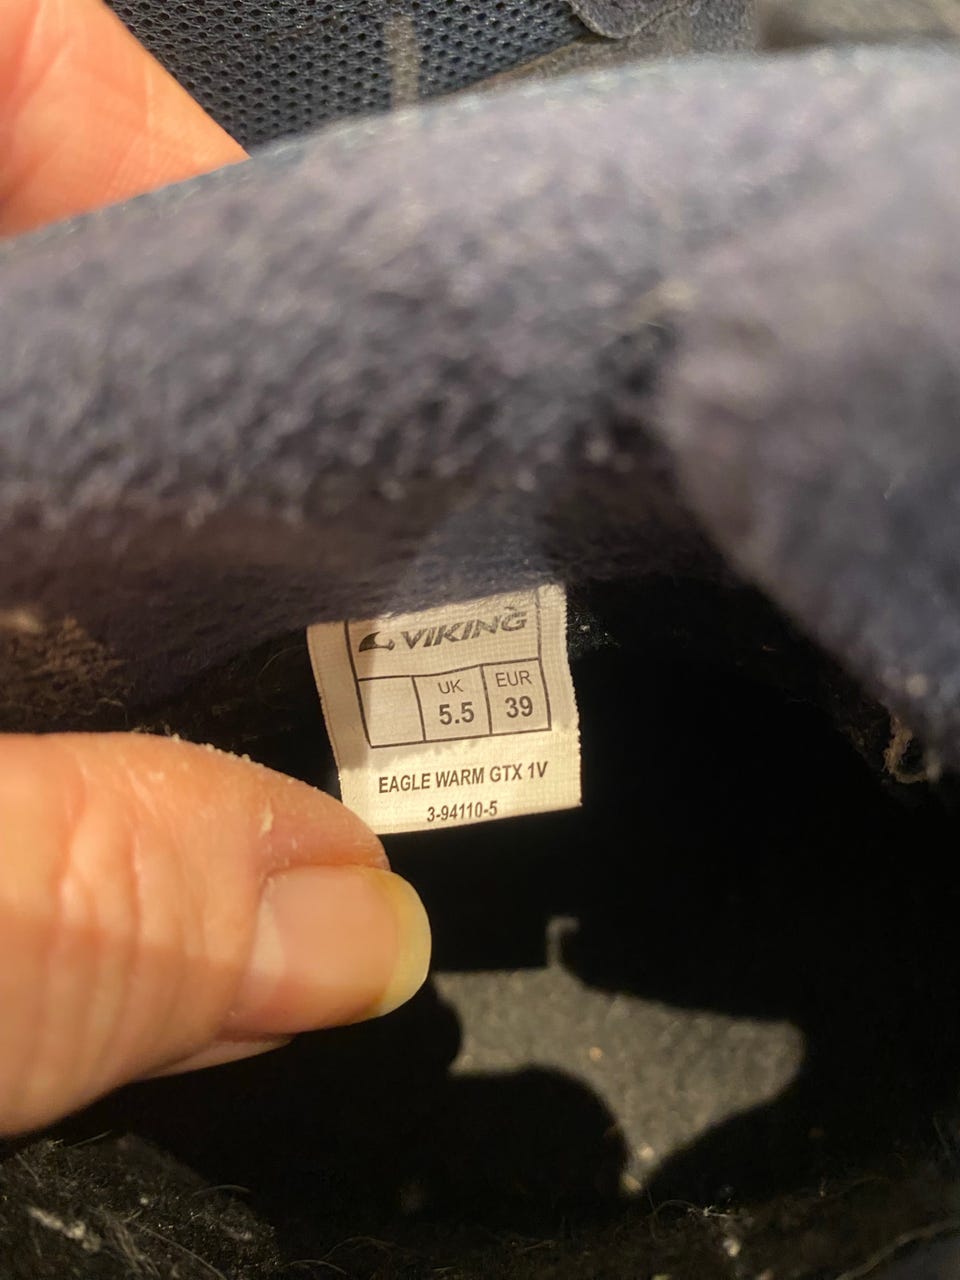 VIKING
UK EUR
5.5 39
EAGLE WARM GTX 1V
3-94110-5